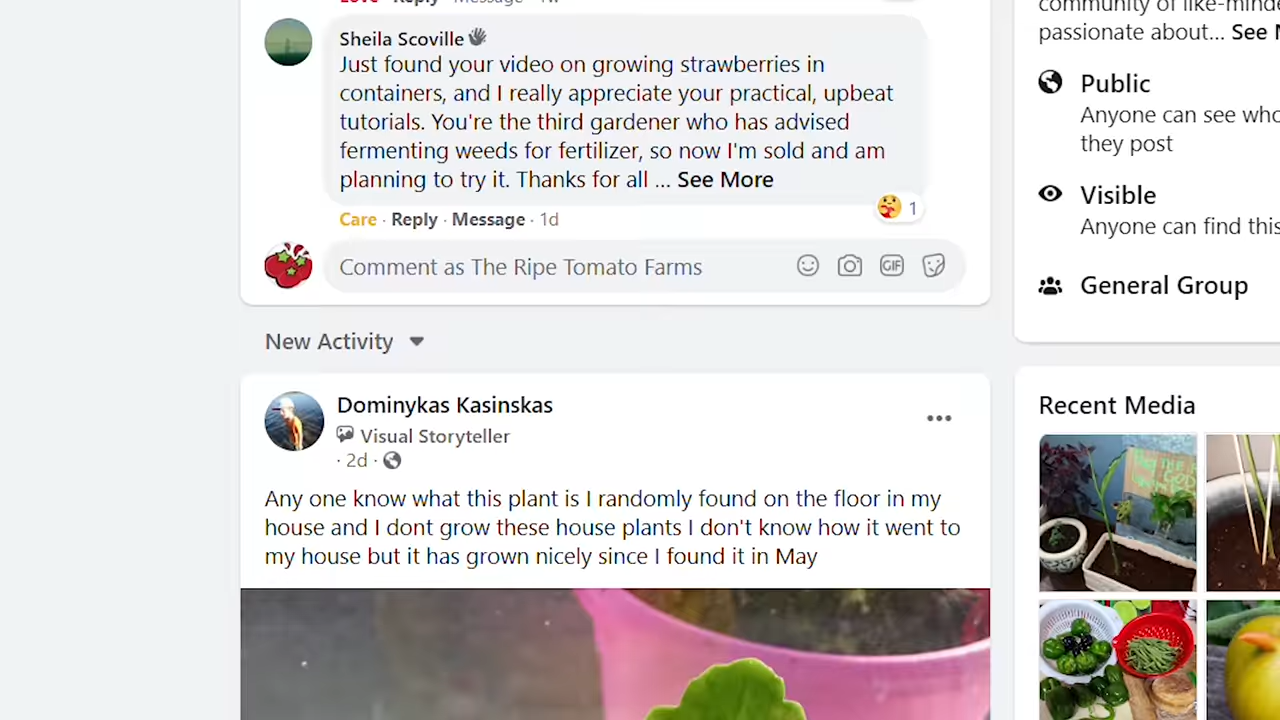 Love · Reply · Message · 1w
Sheila Scoville
Just found your video on growing strawberries in
containers, and I really appreciate your practical, upbeat
tutorials. You're the third gardener who has advised
fermenting weeds for fertilizer, so now I'm sold and am
planning to try it. Thanks for all ... See More
1
Care · Reply · Message · 1d
Comment as The Ripe Tomato Farms
GIF
New Activity
Dominykas Kasinskas
Visual Storyteller
· 2d ·
Any one know what this plant is I randomly found on the floor in my
house and I dont grow these house plants I don't know how it went to
my house but it has grown nicely since I found it in May
community of like-minde
passionate about... See
Public
Anyone can see who
they post
Visible
Anyone can find this
General Group
Recent Media